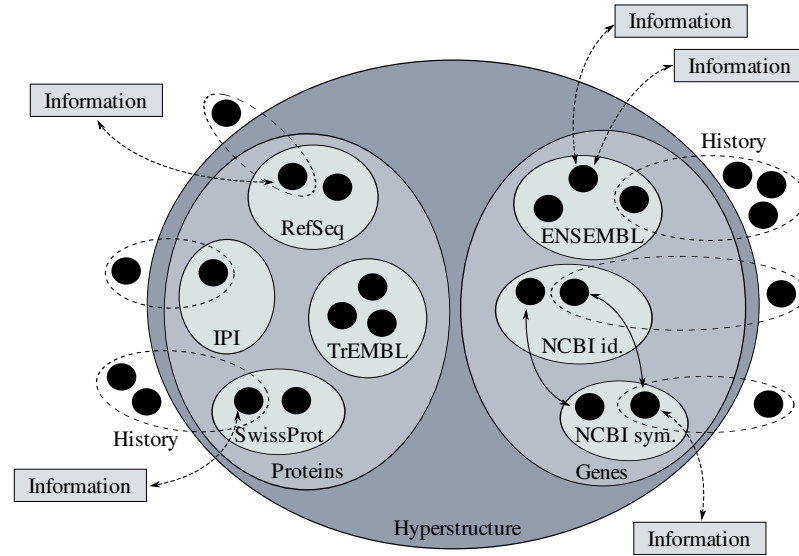 Information
Information
Information
History
RefSeq
ENSEMBL
IPI
TrEMBL
NCBI id.
History
SwissProt
NCBI sym.
Proteins
Genes
Information
Hyperstructure
Information